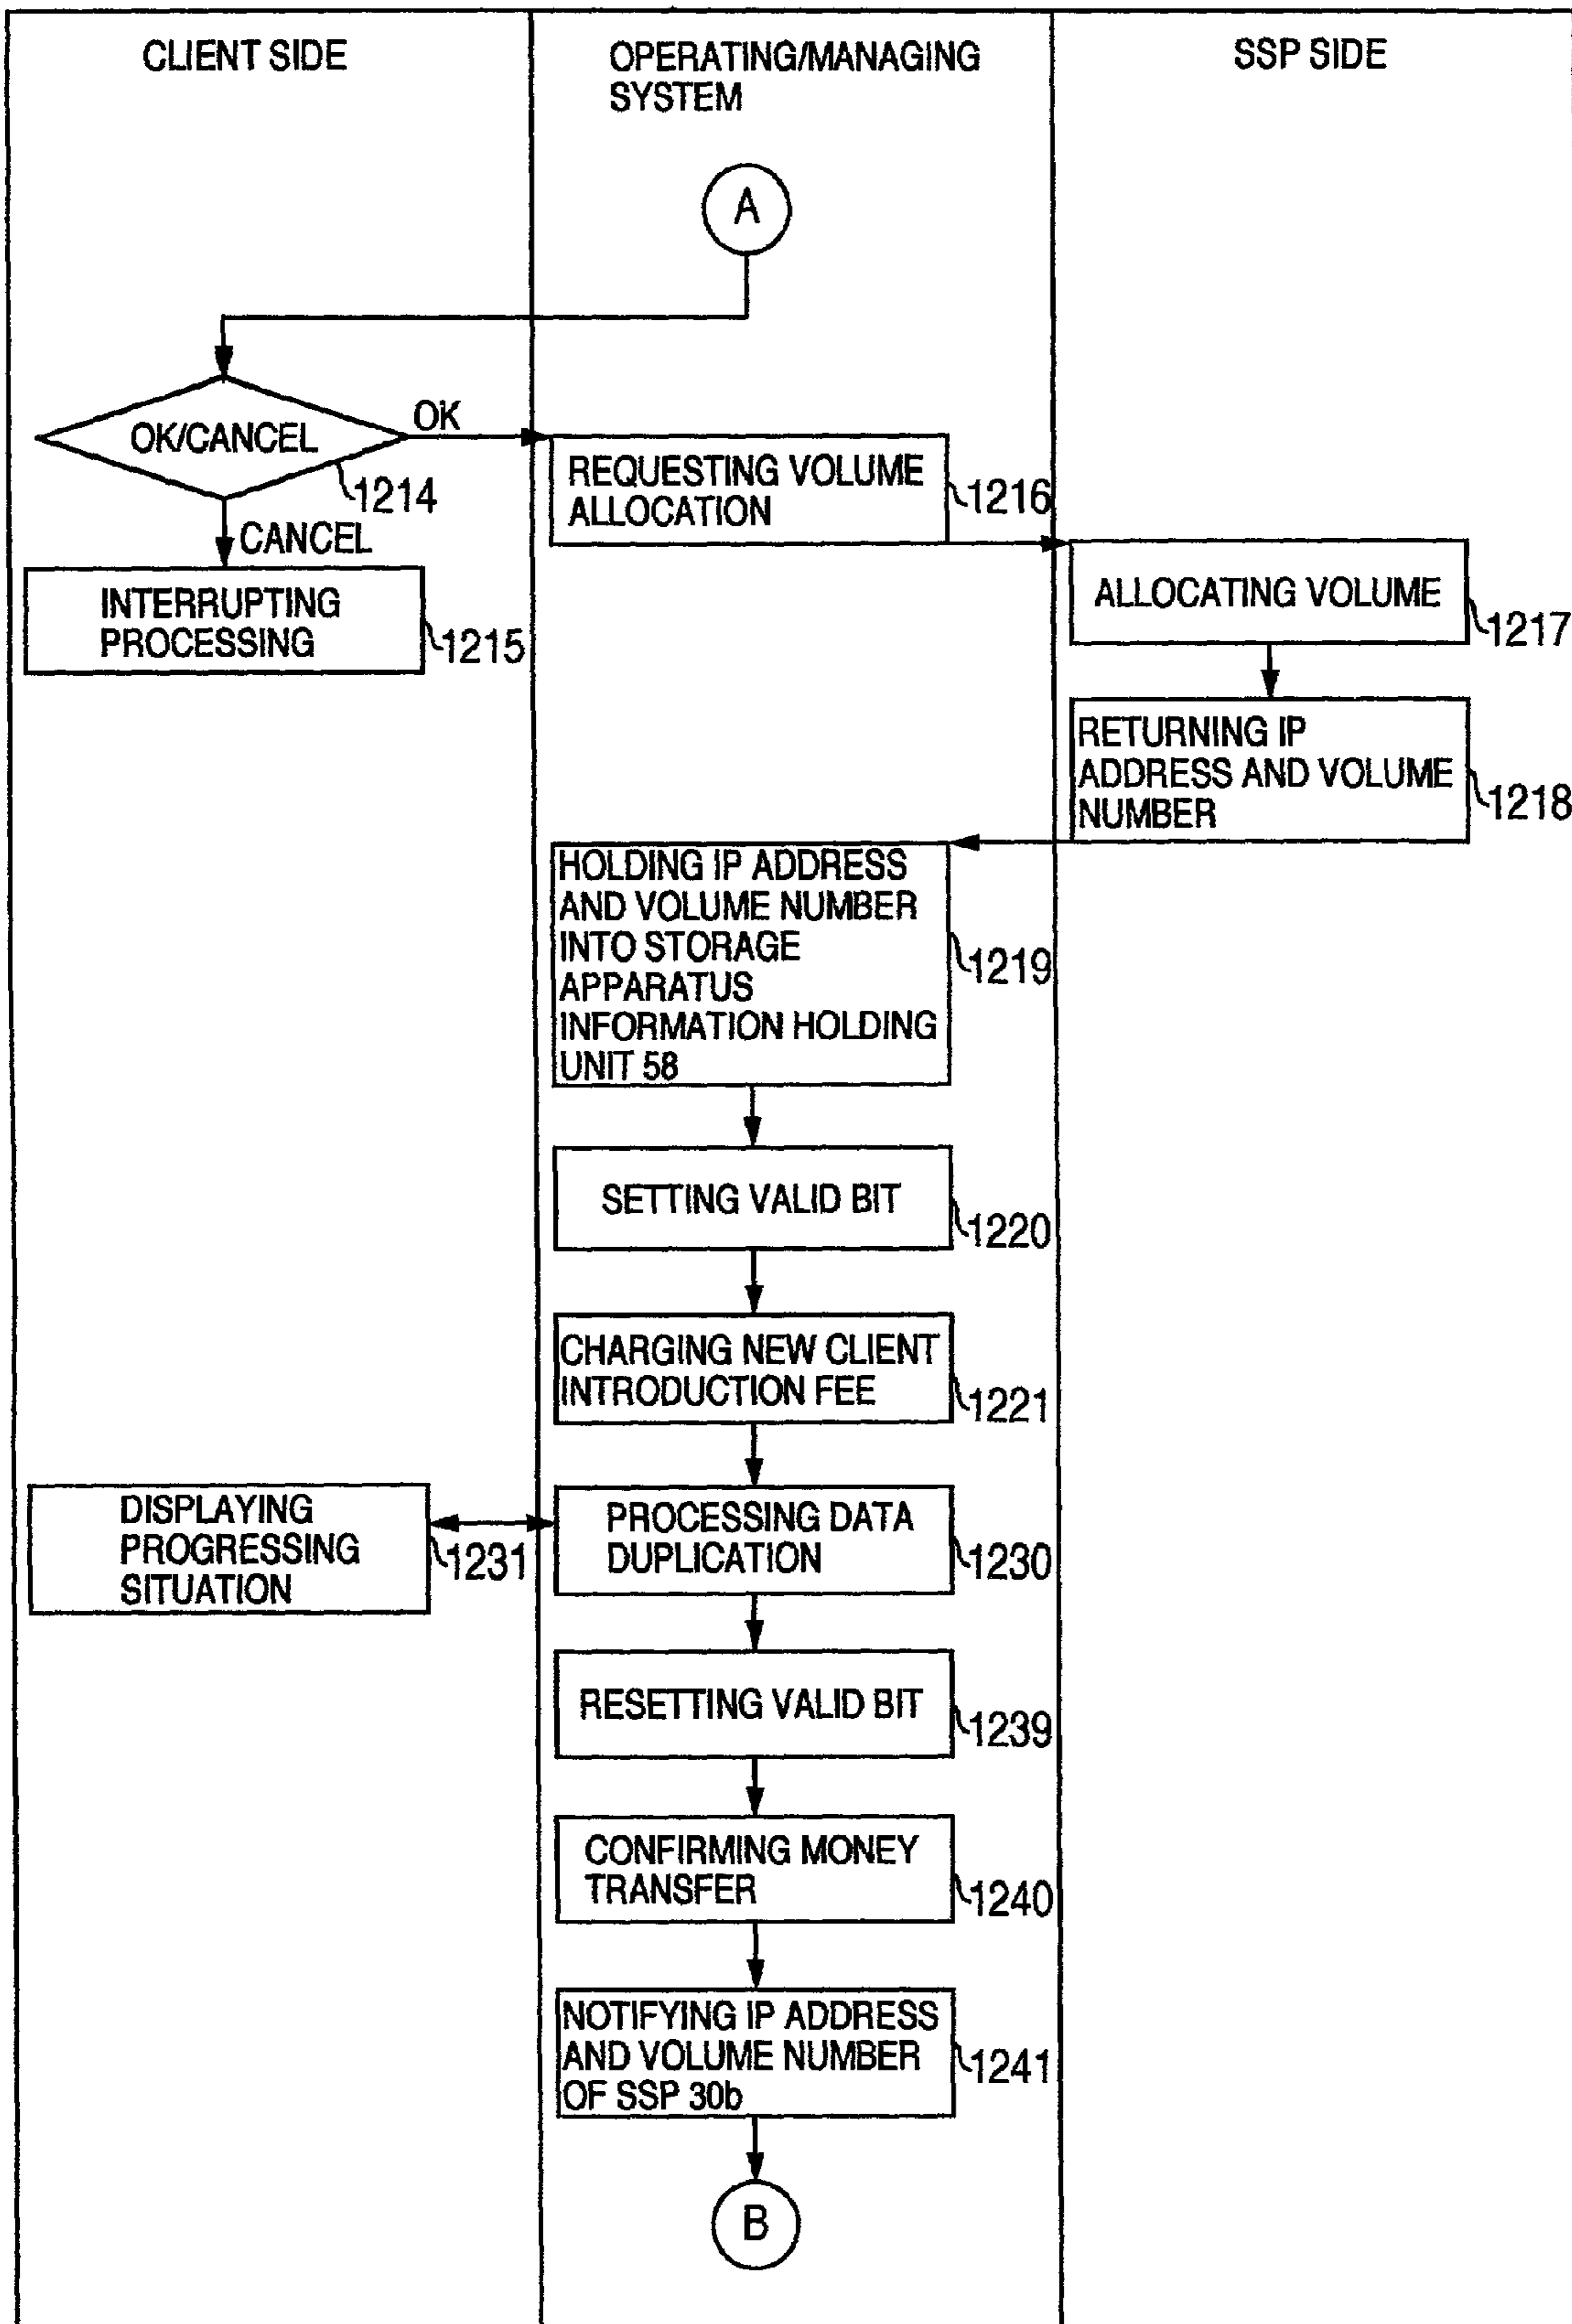 CLIENT SIDE
OPERATING/MANAGING
SYSTEM
SSP SIDE
A
OK/CANCEL
OK
1214
CANCEL
INTERRUPTING
PROCESSING
1215
REQUESTING VOLUME
ALLOCATION
1216
ALLOCATING VOLUME
1217
RETURNING IP
ADDRESS AND VOLUME
NUMBER
1218
HOLDING IP ADDRESS
AND VOLUME NUMBER
INTO STORAGE
APPARATUS
INFORMATION HOLDING
UNIT 58
1219
SETTING VALID BIT
1220
CHARGING NEW CLIENT
INTRODUCTION FEE
1221
DISPLAYING
PROGRESSING
SITUATION
1231
PROCESSING DATA
DUPLICATION
1230
RESETTING VALID BIT
1239
CONFIRMING MONEY
TRANSFER
1240
NOTIFYING IP ADDRESS
AND VOLUME NUMBER
OF SSP 30b
1241
B